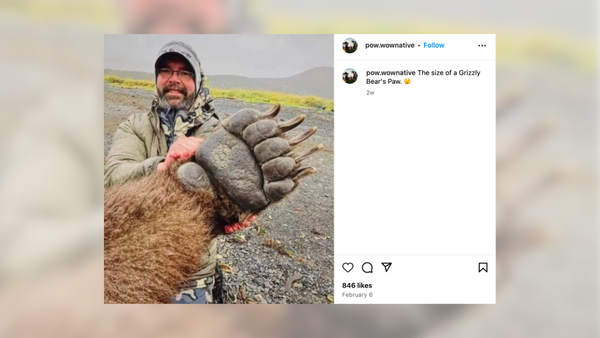 pow.wownative • Follow
pow.wownative The size of a Grizzly
Bear's Paw. 😳
2w
846 likes
February 6